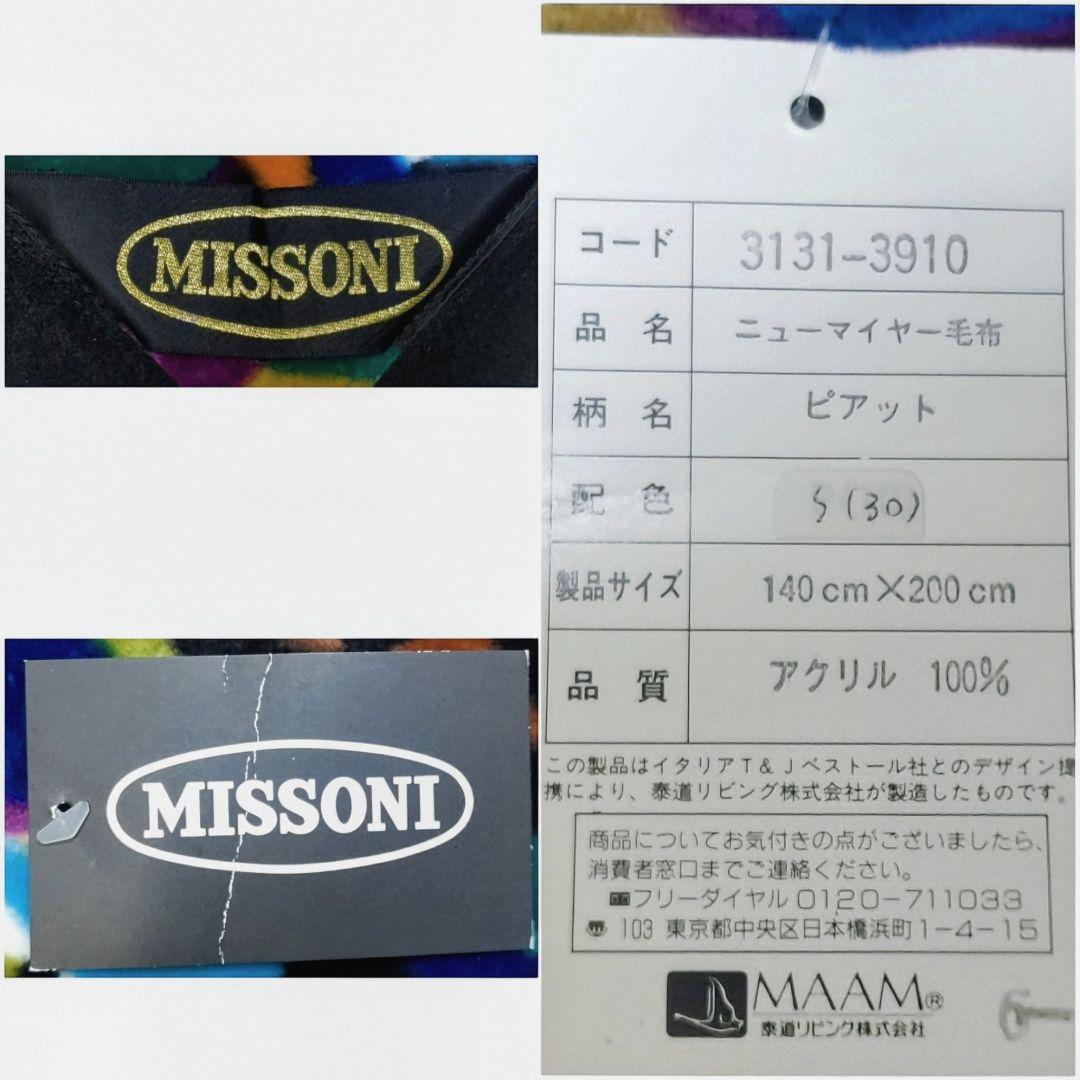 MISSONI
MISSONI
コード 3131-3910
品名 ニューマイヤー毛布
柄名 ピアット
配色 S(30)
製品サイズ 140cm×200cm
品質 アクリル 100%
この製品はイタリアT&Jベストール社とのデザイン提
携により、泰道リビング株式会社が製造したものです。
商品についてお気付きの点がございましたら、
消費者窓口までご連絡ください。
フリーダイヤル0120-711033
103 東京都中央区日本橋浜町1-4-15
MAAM®
泰道リビング株式会社